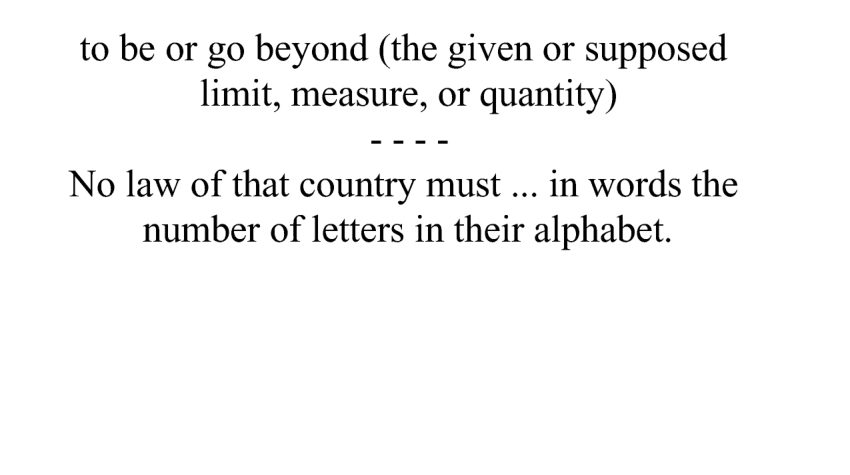 to be or go beyond (the given or supposed
limit, measure, or quantity)
- - - -
No law of that country must ... in words the
number of letters in their alphabet.